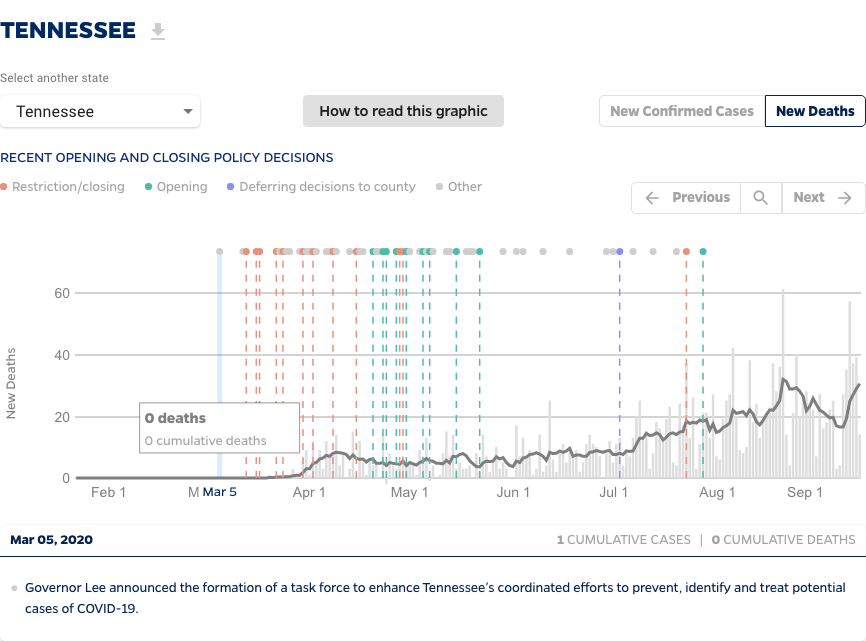 TENNESSEE
Select another state
Tennessee
How to read this graphic
New Confirmed Cases
New Deaths
RECENT OPENING AND CLOSING POLICY DECISIONS
Restriction/closing
Opening
Deferring decisions to county
Other
Previous
Next
60
40
20
0
New Deaths
0 deaths
0 cumulative deaths
Feb 1
M
Mar 5
Apr 1
May 1
Jun 1
Jul 1
Aug 1
Sep 1
Mar 05, 2020
1 CUMULATIVE CASES | 0 CUMULATIVE DEATHS
Governor Lee announced the formation of a task force to enhance Tennessee's coordinated efforts to prevent, identify and treat potential
cases of COVID-19.